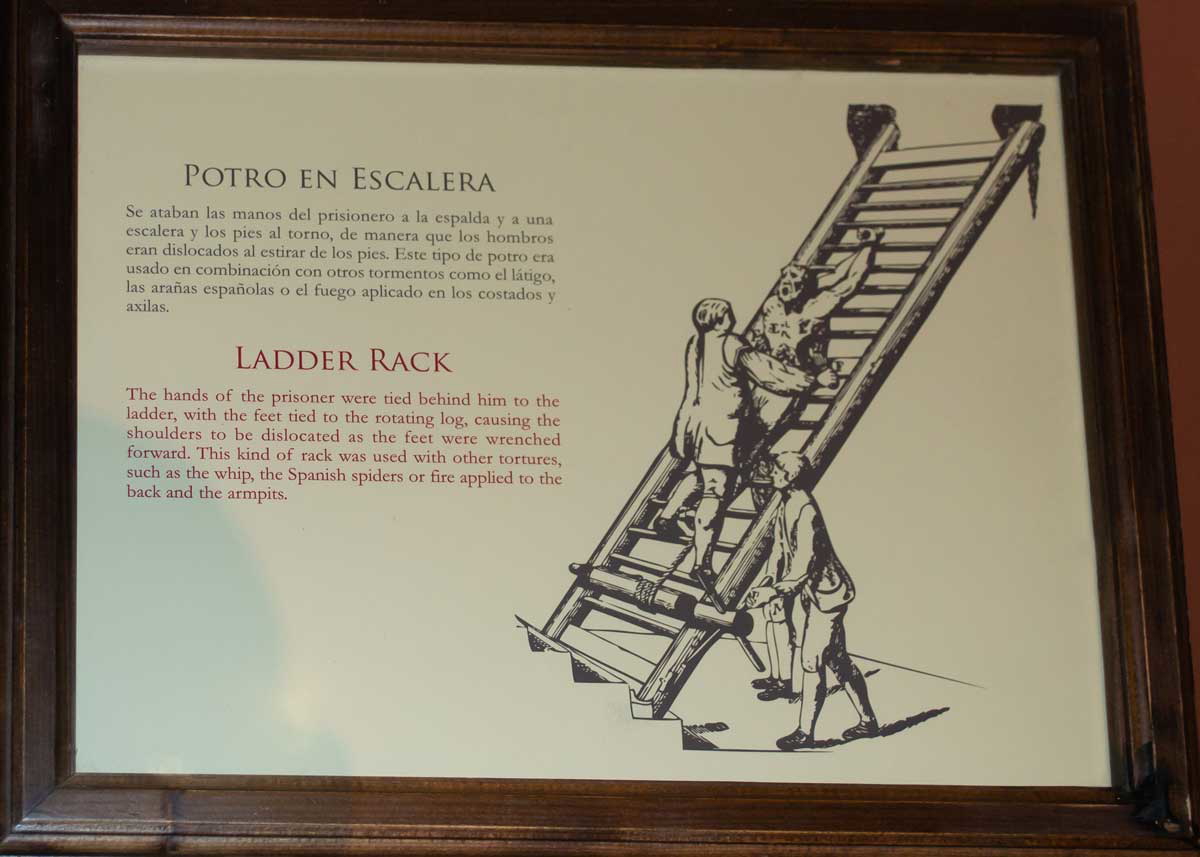 POTRO EN ESCALERA
Se ataban las manos del prisionero a la espalda y a una
escalera y los pies al torno, de manera que los hombros
eran dislocados al estirar de los pies. Este tipo de potro era
usado en combinación con otros tormentos como el látigo,
las arañas españolas o el fuego aplicado en los costados y
axilas.
LADDER RACK
The hands of the prisoner were tied behind him to the
ladder, with the feet tied to the rotating log, causing the
shoulders to be dislocated as the feet were wrenched
forward. This kind of rack was used with other tortures,
such as the whip, the Spanish spiders or fire applied to the
back and the armpits.